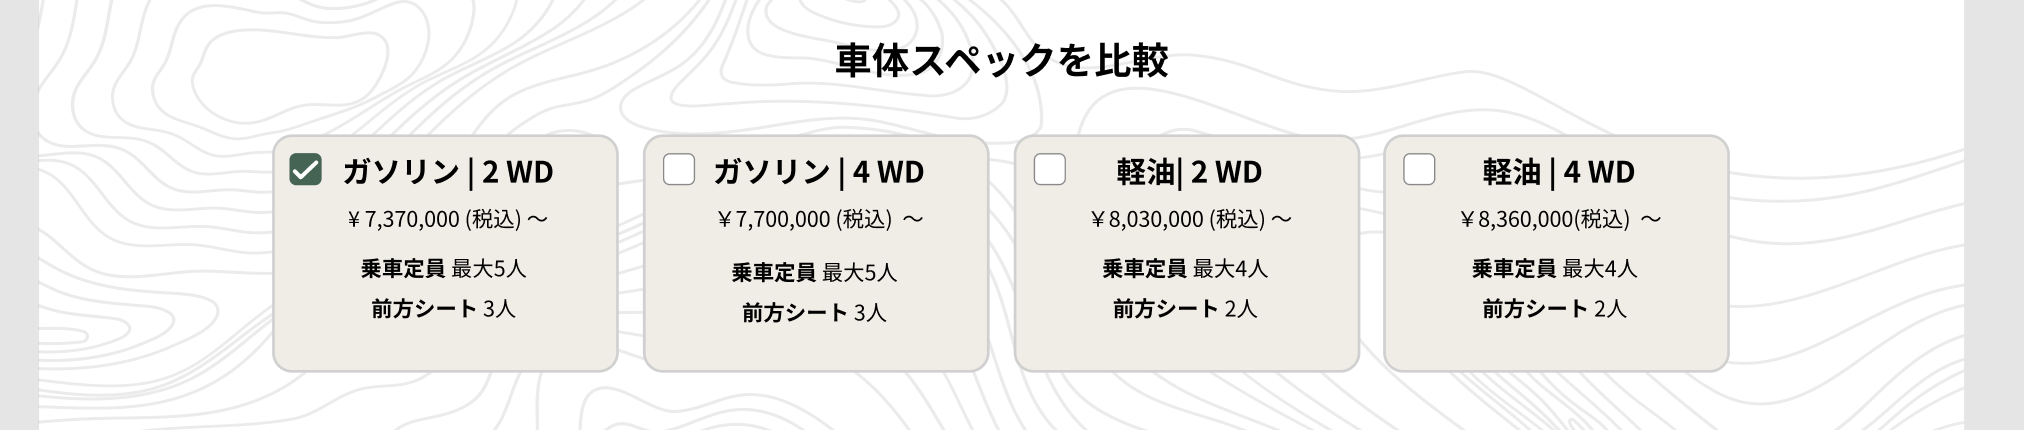 車体スペックを比較
ガソリン | 2 WD
¥ 7,370,000 (税込) ～
乗車定員 最大5人
前方シート 3人
ガソリン | 4 WD
¥ 7,700,000 (税込) ～
乗車定員 最大5人
前方シート 3人
軽油| 2 WD
¥ 8,030,000 (税込) ～
乗車定員 最大4人
前方シート 2人
軽油 | 4 WD
¥ 8,360,000(税込) ～
乗車定員 最大4人
前方シート 2人